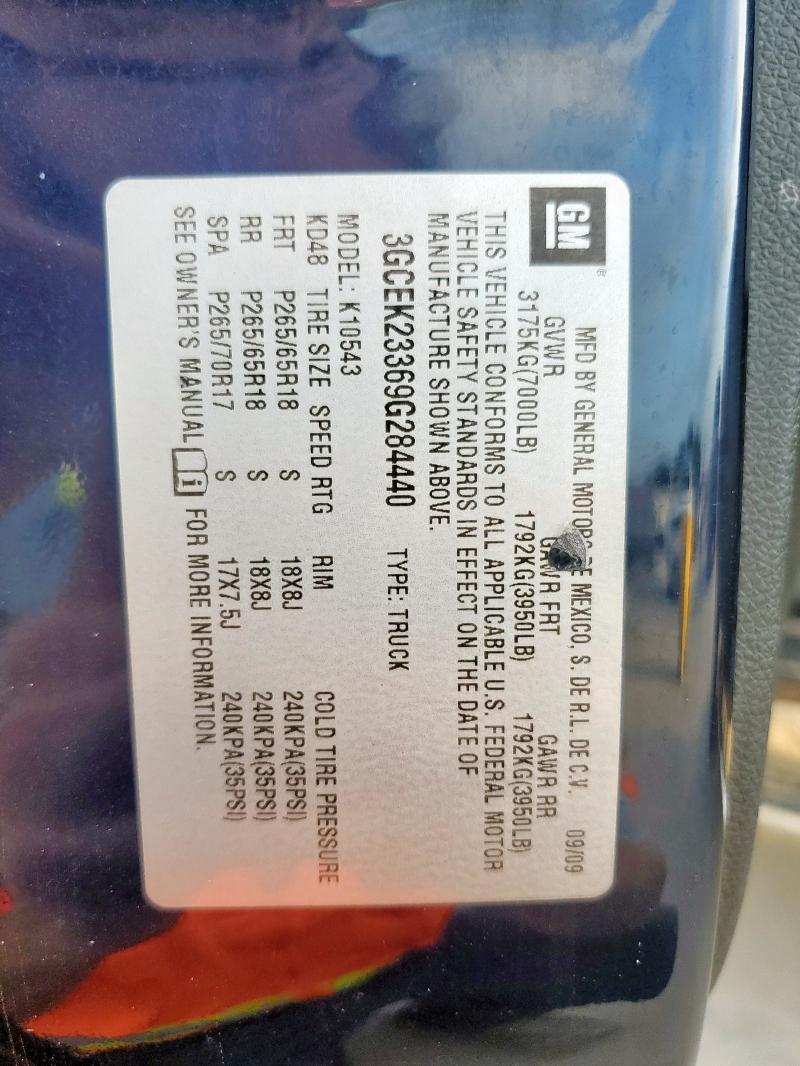 GM
MFD BY GENERAL MOTORS DE MEXICO, S. DE R.L. DE C.V. 09/09
GVWR GAWR FRT GAWR RR
3175KG(7000LB) 1792KG(3950LB) 1792KG(3950LB)
THIS VEHICLE CONFORMS TO ALL APPLICABLE U.S. FEDERAL MOTOR
VEHICLE SAFETY STANDARDS IN EFFECT ON THE DATE OF
MANUFACTURE SHOWN ABOVE.
3GCEK23369G284440 TYPE: TRUCK
MODEL: K10543
KD48 TIRE SIZE SPEED RTG RIM COLD TIRE PRESSURE
FRT P265/65R18 S 18X8J 240KPA(35PSI)
RR P265/65R18 S 18X8J 240KPA(35PSI)
SPA P265/70R17 S 17X7.5J 240KPA(35PSI)
SEE OWNER'S MANUAL FOR MORE INFORMATION.